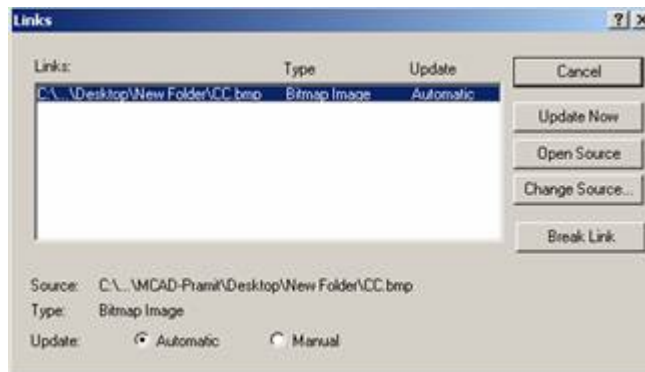 Links
Links: Type Update
C:\...\Desktop\New Folder\CC.bmp Bitmap Image Automatic
Cancel
Update Now
Open Source
Change Source...
Break Link
Source: C:\...\MCAD-Pramit\Desktop\New Folder\CC.bmp
Type: Bitmap Image
Update: Automatic Manual